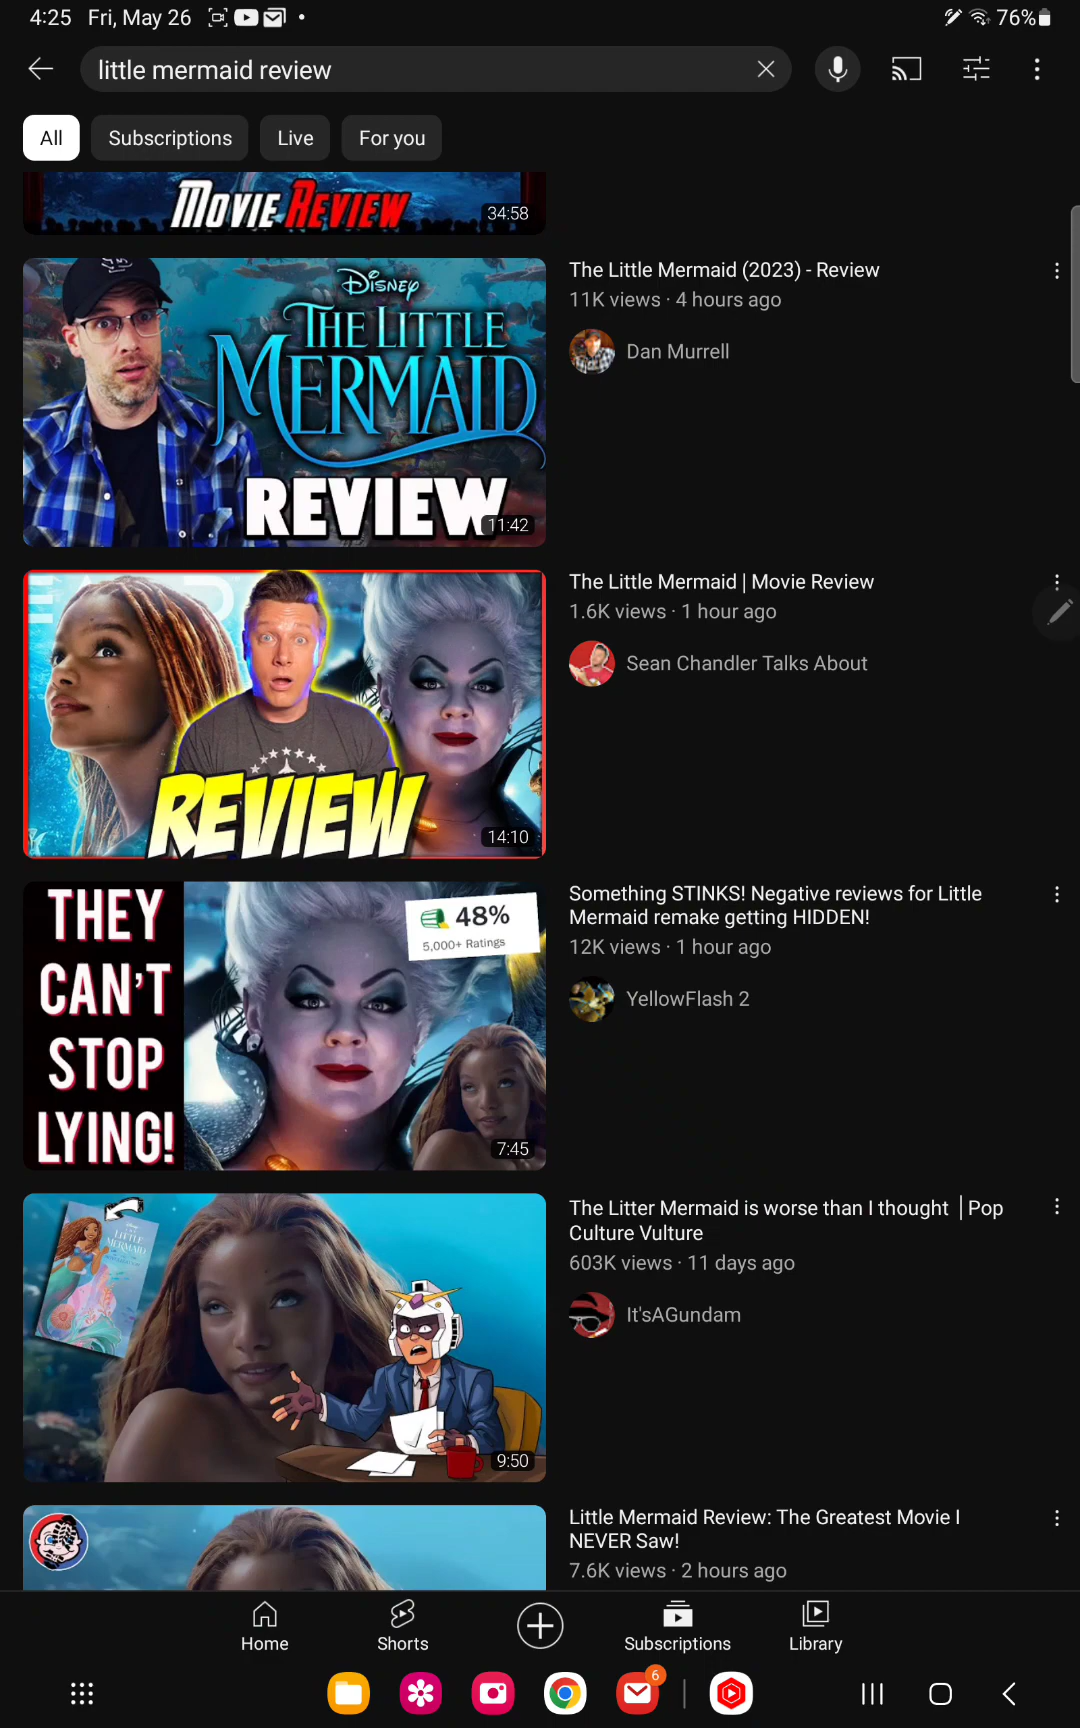 4:25 Fri, May 26
76%
little mermaid review
All Subscriptions Live For you
MOVIE REVIEW
34:58
Disney
THE LITTLE
MERMAID
REVIEW
11:42
The Little Mermaid (2023) - Review
11K views · 4 hours ago
Dan Murrell
REVIEW
14:10
The Little Mermaid | Movie Review
1.6K views · 1 hour ago
Sean Chandler Talks About
THEY
CAN'T
STOP
LYING!
48%
5,000+ Ratings
7:45
Something STINKS! Negative reviews for Little
Mermaid remake getting HIDDEN!
12K views · 1 hour ago
YellowFlash 2
THE LITTLE
MERMAID
9:50
The Litter Mermaid is worse than I thought | Pop
Culture Vulture
603K views · 11 days ago
It'sAGundam
Little Mermaid Review: The Greatest Movie I
NEVER Saw!
7.6K views · 2 hours ago
Home Shorts Subscriptions Library
6